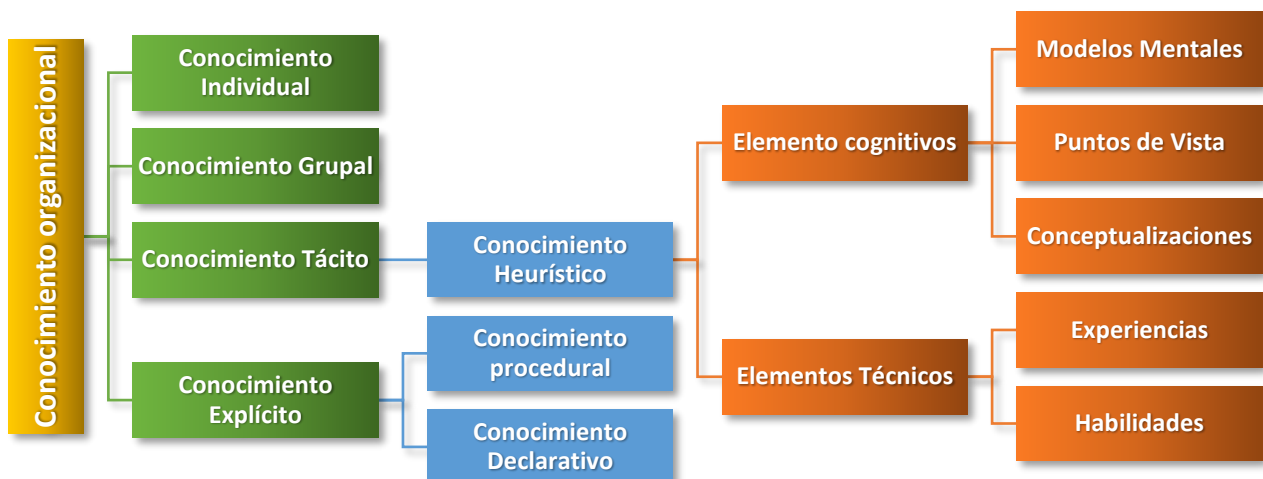 Conocimiento organizacional
Conocimiento
Individual
Conocimiento Grupal
Conocimiento Tácito
Conocimiento
Heurístico
Elemento cognitivos
Modelos Mentales
Puntos de Vista
Conceptualizaciones
Elementos Técnicos
Experiencias
Habilidades
Conocimiento
Explícito
Conocimiento
procedural
Conocimiento
Declarativo